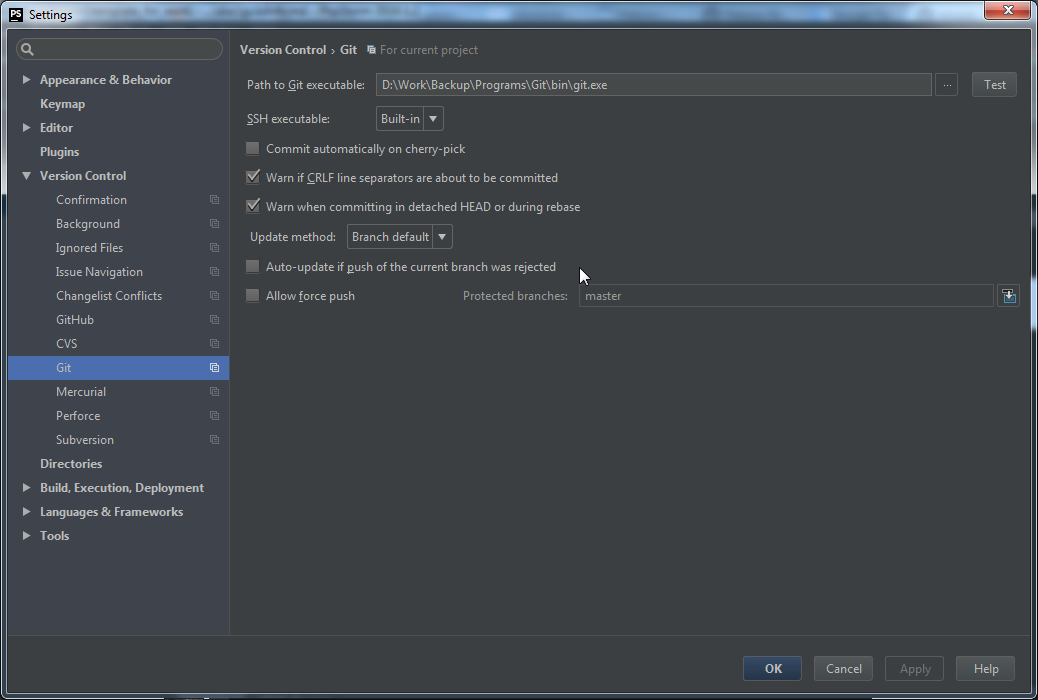 PS Settings
Version Control › Git For current project
Appearance & Behavior
Keymap
Editor
Plugins
Version Control
Confirmation
Background
Ignored Files
Issue Navigation
Changelist Conflicts
GitHub
CVS
Git
Mercurial
Perforce
Subversion
Directories
Build, Execution, Deployment
Languages & Frameworks
Tools
Path to Git executable: D:\Work\Backup\Programs\Git\bin\git.exe ... Test
SSH executable: Built-in
Commit automatically on cherry-pick
Warn if CRLF line separators are about to be committed
Warn when committing in detached HEAD or during rebase
Update method: Branch default
Auto-update if push of the current branch was rejected
Allow force push Protected branches: master
OK Cancel Apply Help